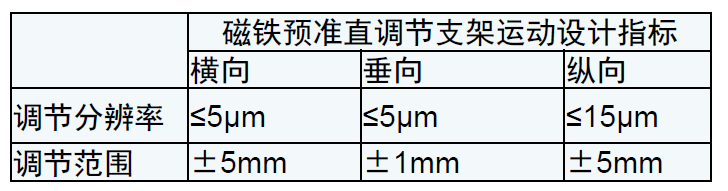 磁铁预准直调节支架运动设计指标
横向 垂向 纵向
调节分辨率 ≤5μm ≤5μm ≤15μm
调节范围 ±5mm ±1mm ±5mm